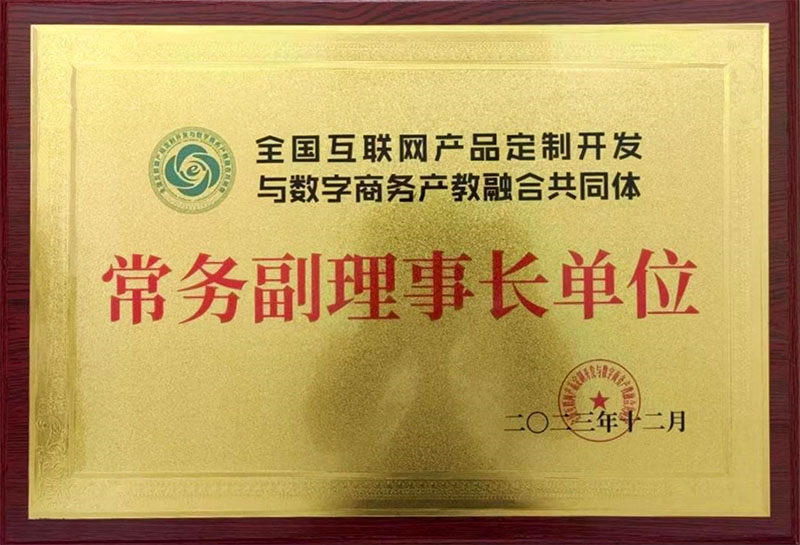 全国互联网产品定制开发
与数字商务产教融合共同体
常务副理事长单位
二〇二三年十二月